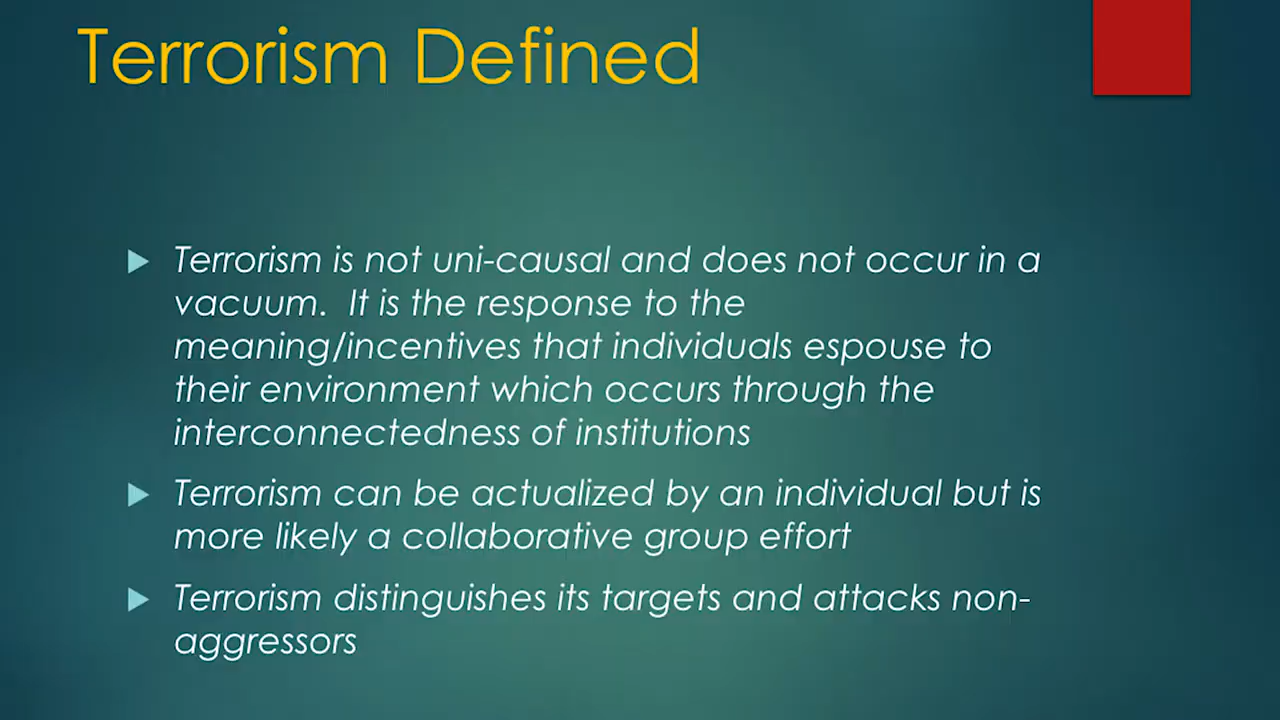 Terrorism Defined
Terrorism is not uni-causal and does not occur in a
vacuum.  It is the response to the
meaning/incentives that individuals espouse to
their environment which occurs through the
interconnectedness of institutions
Terrorism can be actualized by an individual but is
more likely a collaborative group effort
Terrorism distinguishes its targets and attacks non-
aggressors